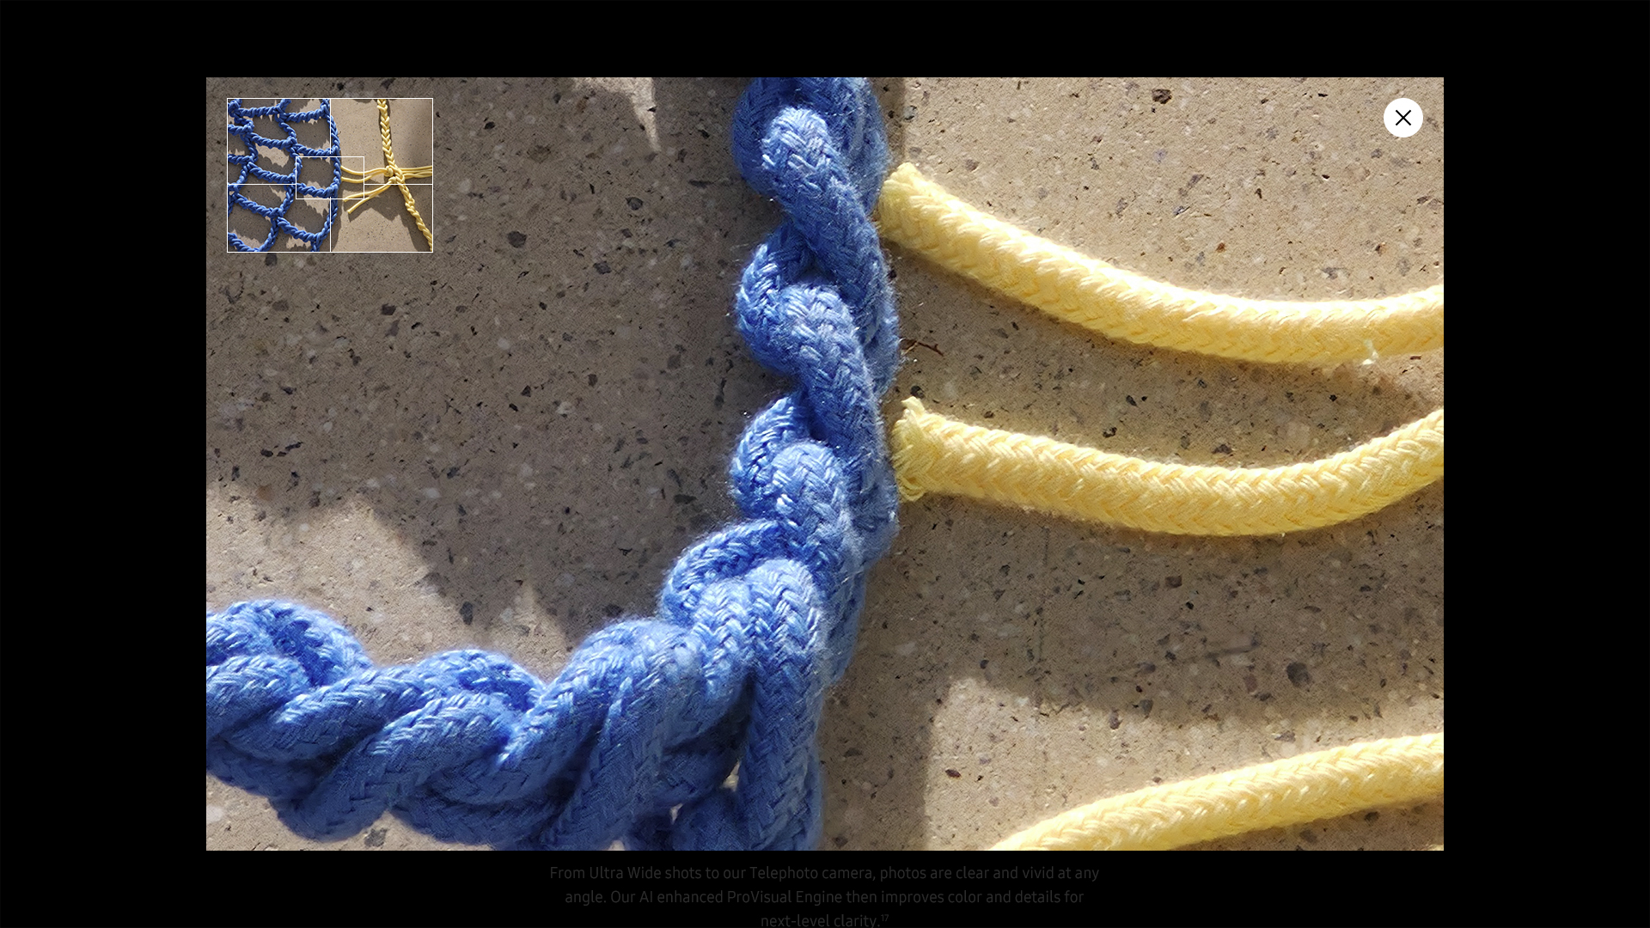 From Ultra Wide shots to our Telephoto camera, photos are clear and vivid at any
angle. Our AI enhanced ProVisual Engine then improves color and details for
next-level clarity.¹⁷